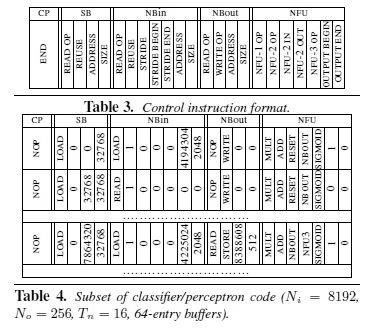 CP SB NBin NBout NFU
END READ OP REUSE ADDRESS SIZE READ OP REUSE STRIDE STRIDE BEGIN STRIDE END ADDRESS SIZE READ OP WRITE OP ADDRESS SIZE NFU-1 OP NFU-2 OP NFU-2 IN NFU-2 OUT NFU-3 OP OUTPUT BEGIN OUTPUT END
Table 3. Control instruction format.
CP SB NBin NBout NFU
NOP LOAD 0 0 32768 LOAD 1 0 0 0 4194304 2048 NOP WRITE 0 0 MULT ADD RESET NBOUT SIGMOID 1 0
NOP LOAD 0 32768 32768 READ 1 0 0 0 0 0 NOP WRITE 0 0 MULT ADD RESET NBOUT SIGMOID 0 0
..............................
NOP LOAD 0 7864320 32768 LOAD 1 0 0 0 4225024 2048 READ STORE 8388608 512 MULT ADD NBOUT NFU3 SIGMOID 1 0
..............................
Table 4. Subset of classifier/perceptron code (Ni = 8192,
No = 256, Tn = 16, 64-entry buffers).